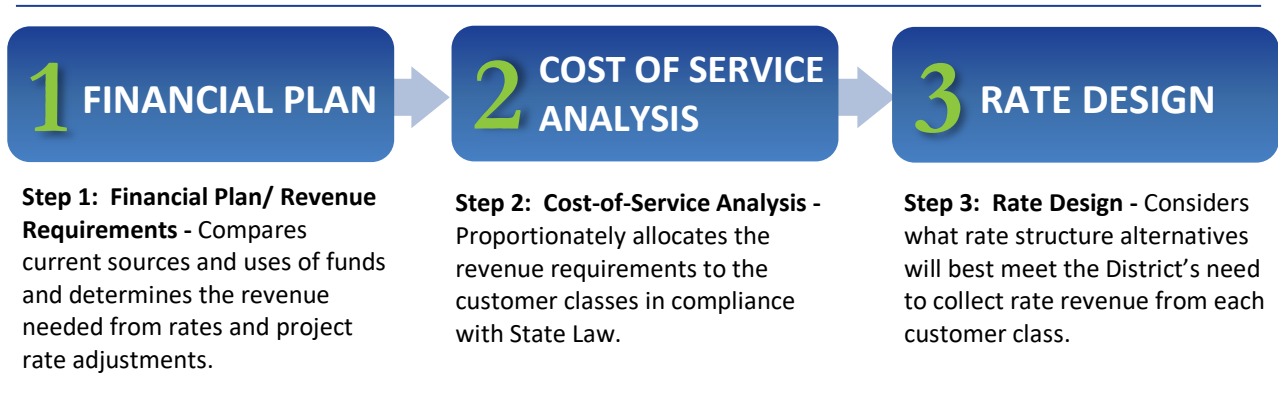 1 FINANCIAL PLAN
2 COST OF SERVICE
ANALYSIS
3 RATE DESIGN
Step 1: Financial Plan/ Revenue
Requirements - Compares
current sources and uses of funds
and determines the revenue
needed from rates and project
rate adjustments.
Step 2: Cost-of-Service Analysis -
Proportionately allocates the
revenue requirements to the
customer classes in compliance
with State Law.
Step 3: Rate Design - Considers
what rate structure alternatives
will best meet the District’s need
to collect rate revenue from each
customer class.